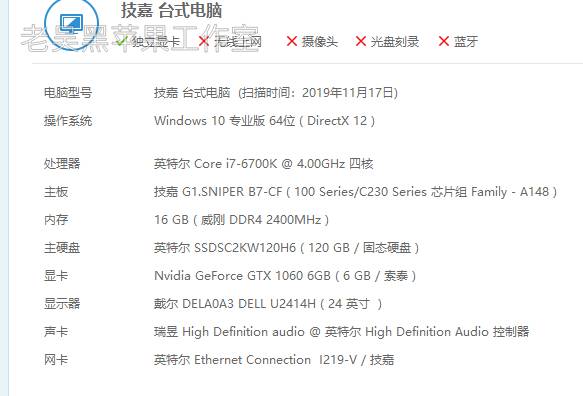 技嘉 台式电脑
老吴黑苹果工作室
独立显卡 无线上网 摄像头 光盘刻录 蓝牙
电脑型号 技嘉 台式电脑 (扫描时间：2019年11月17日)
操作系统 Windows 10 专业版 64位 ( DirectX 12 )
处理器 英特尔 Core i7-6700K @ 4.00GHz 四核
主板 技嘉 G1.SNIPER B7-CF ( 100 Series/C230 Series 芯片组 Family - A148 )
内存 16 GB ( 威刚 DDR4 2400MHz )
主硬盘 英特尔 SSDSC2KW120H6 ( 120 GB / 固态硬盘 )
显卡 Nvidia GeForce GTX 1060 6GB ( 6 GB / 索泰 )
显示器 戴尔 DELA0A3 DELL U2414H ( 24 英寸 )
声卡 瑞昱 High Definition audio @ 英特尔 High Definition Audio 控制器
网卡 英特尔 Ethernet Connection I219-V / 技嘉